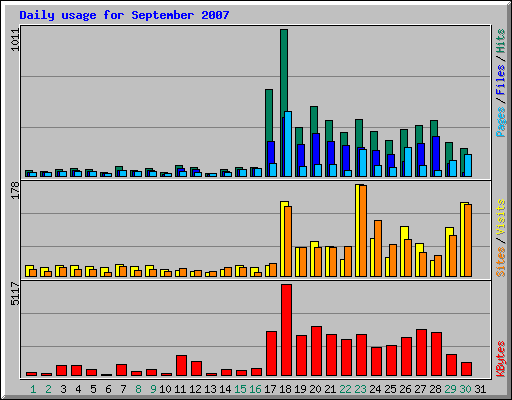 Daily usage for September 2007
1011
Pages / Files / Hits
178
Sites / Visits
5117
KBytes
1 2 3 4 5 6 7 8 9 10 11 12 13 14 15 16 17 18 19 20 21 22 23 24 25 26 27 28 29 30 31